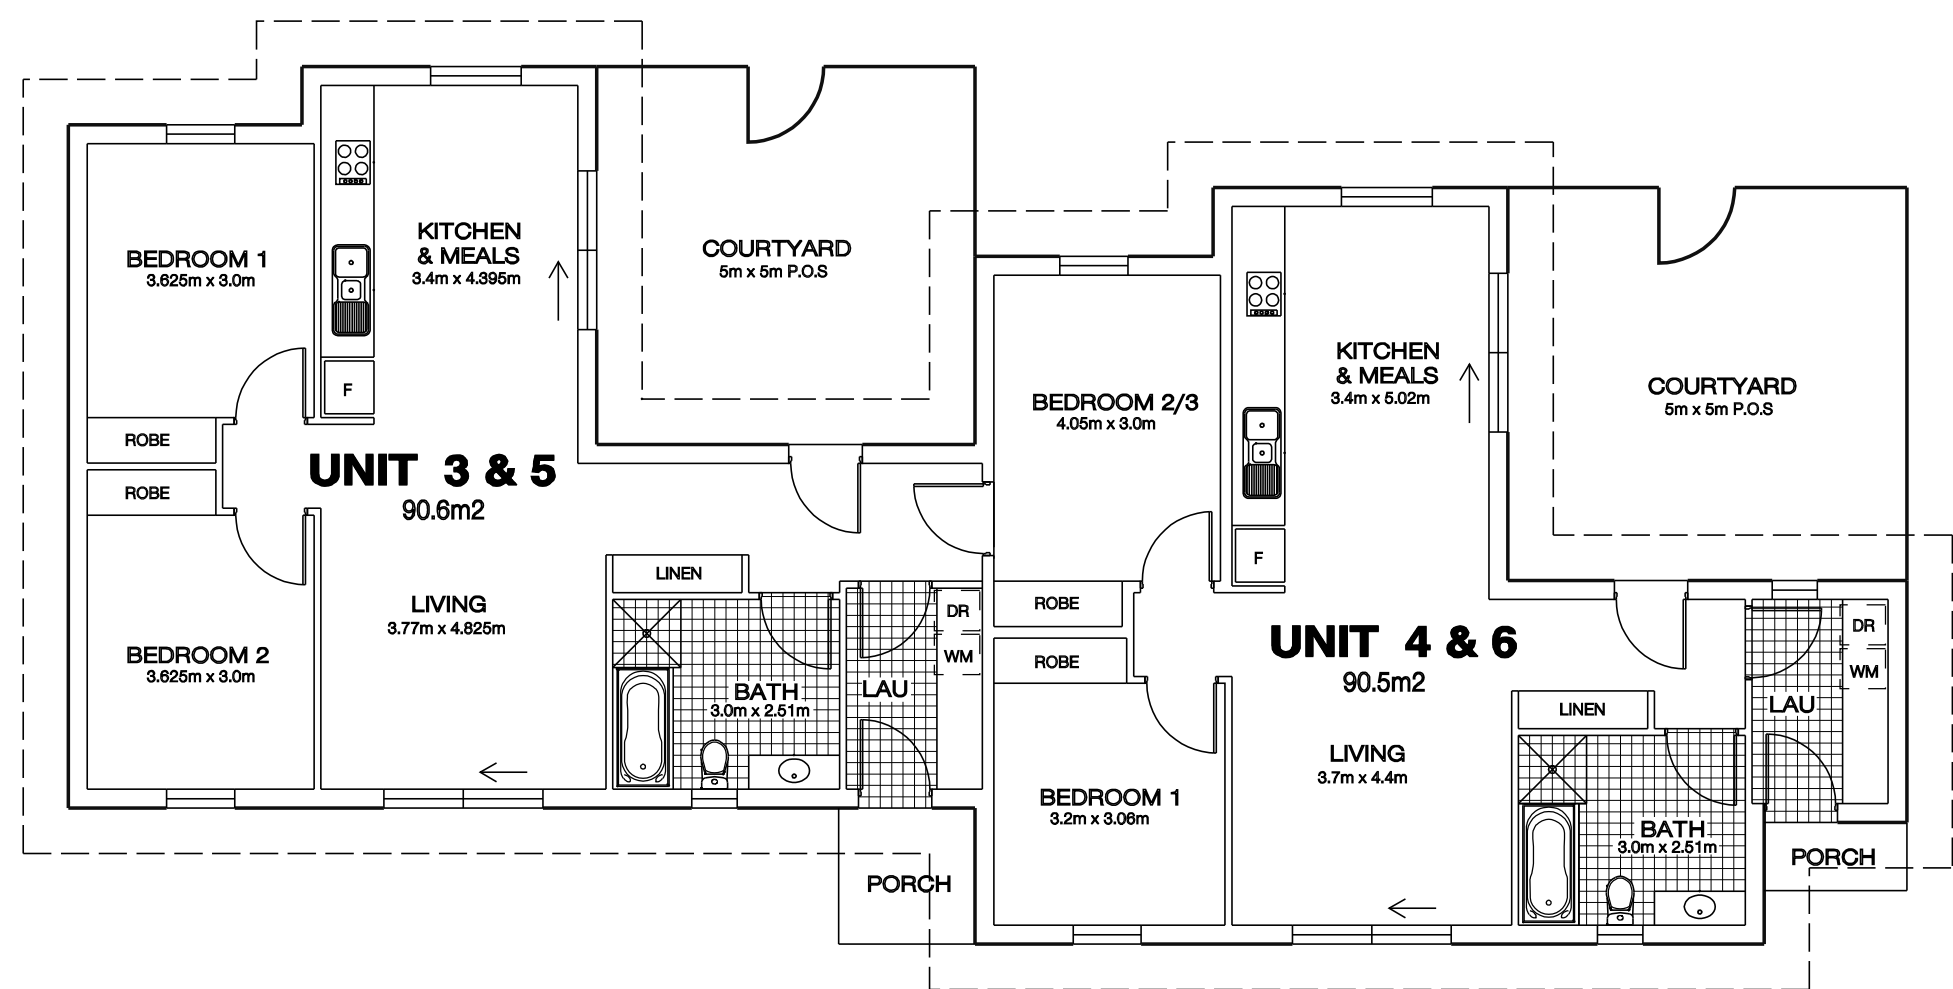 BEDROOM 1
3.625m x 3.0m
KITCHEN
& MEALS
3.4m x 4.395m
COURTYARD
5m x 5m P.O.S
F
ROBE
ROBE
UNIT 3 & 5
90.6m2
LINEN
LIVING
3.77m x 4.825m
BEDROOM 2
3.625m x 3.0m
BATH
3.0m x 2.51m
LAU
DR
WM
PORCH
KITCHEN
& MEALS
3.4m x 5.02m
COURTYARD
5m x 5m P.O.S
BEDROOM 2/3
4.05m x 3.0m
F
ROBE
ROBE
UNIT 4 & 6
90.5m2
LINEN
LIVING
3.7m x 4.4m
BEDROOM 1
3.2m x 3.06m
BATH
3.0m x 2.51m
LAU
DR
WM
PORCH